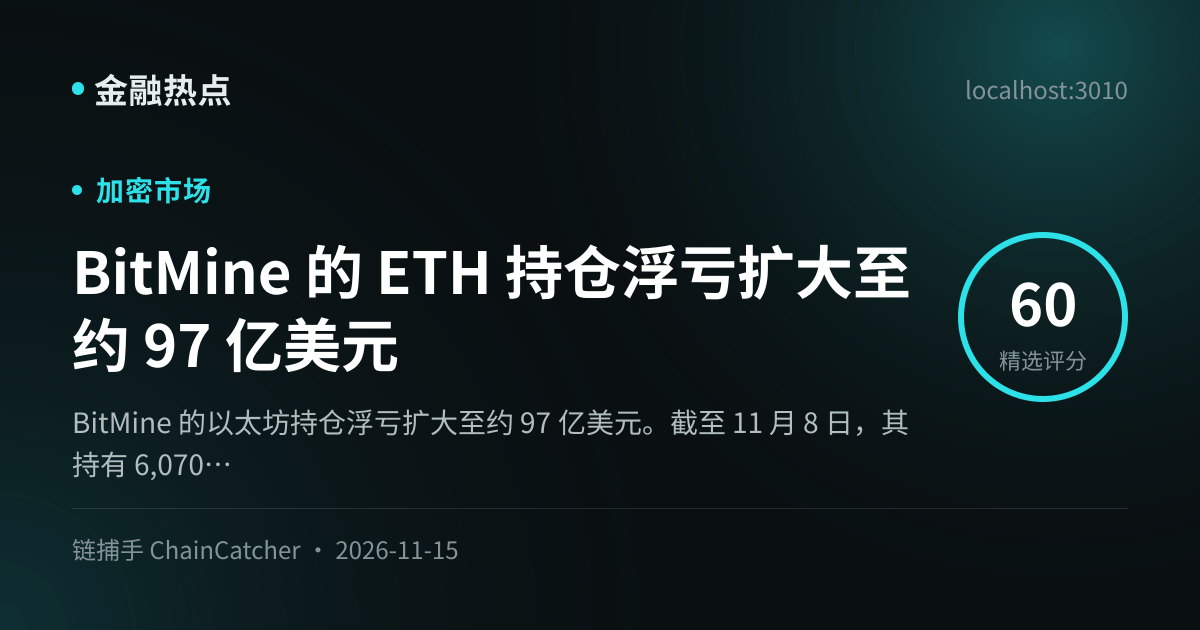 金融热点
localhost:3010
加密市场
BitMine 的 ETH 持仓浮亏扩大至
约 97 亿美元
60
精选评分
BitMine 的以太坊持仓浮亏扩大至约 97 亿美元。截至 11 月 8 日，其
持有 6,070…
链捕手 ChainCatcher · 2026-11-15